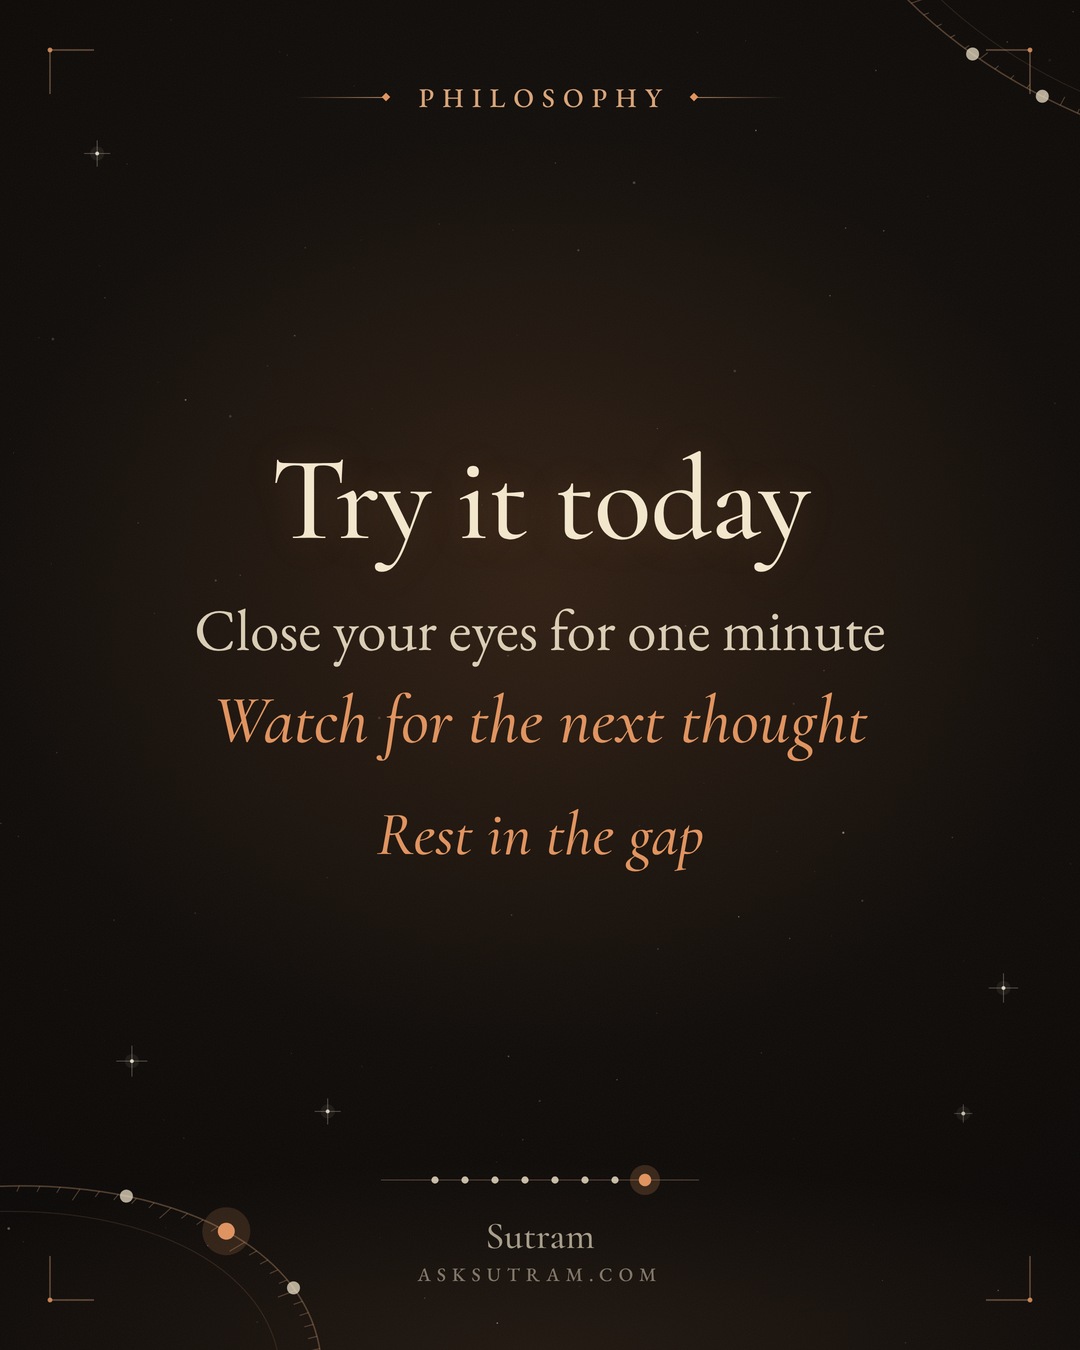 PHILOSOPHY
Try it today
Close your eyes for one minute
Watch for the next thought
Rest in the gap
Sutram
ASKSUTRAM.COM